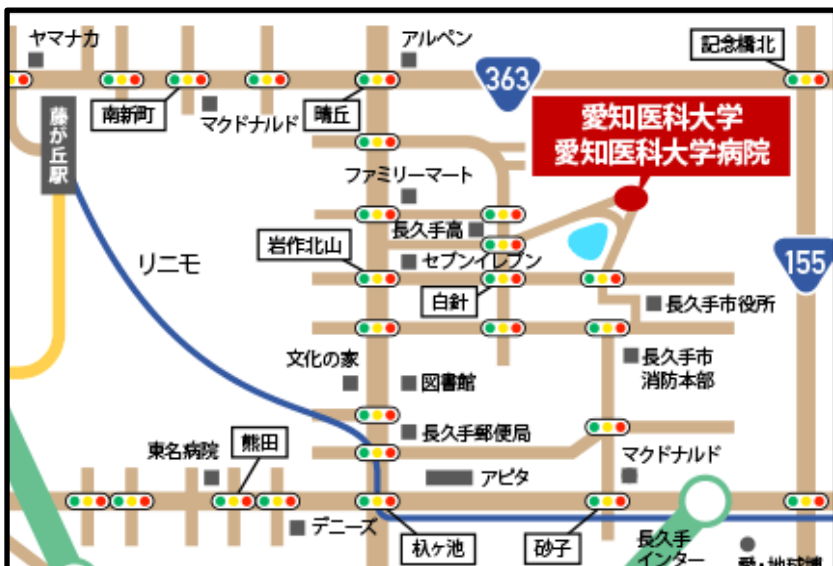 ヤマナカ
アルペン
記念橋北
363
南新町
マクドナルド
晴丘
愛知医科大学
愛知医科大学病院
藤が丘駅
ファミリーマート
長久手高
岩作北山
セブンイレブン
リニモ
155
白針
長久手市役所
文化の家
図書館
長久手市
消防本部
長久手郵便局
東名病院
熊田
アピタ
マクドナルド
デニーズ
杁ヶ池
砂子
長久手
インター